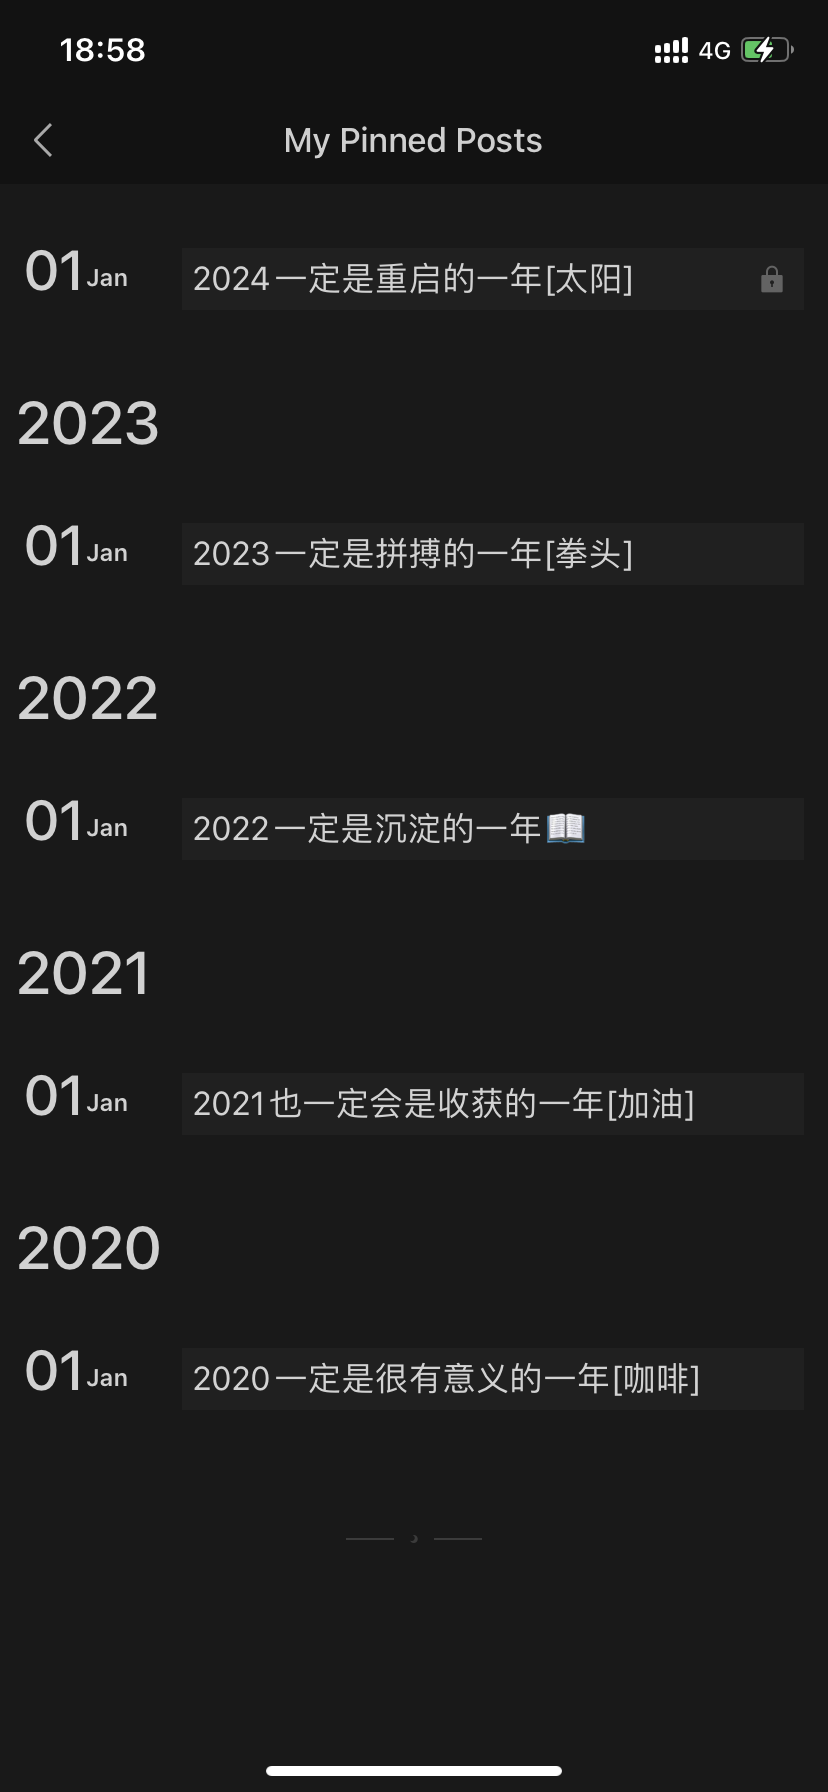 18:58
4G
My Pinned Posts
01 Jan
2024一定是重启的一年[太阳]
2023
01 Jan
2023一定是拼搏的一年[拳头]
2022
01 Jan
2022一定是沉淀的一年📖
2021
01 Jan
2021也一定会是收获的一年[加油]
2020
01 Jan
2020一定是很有意义的一年[咖啡]